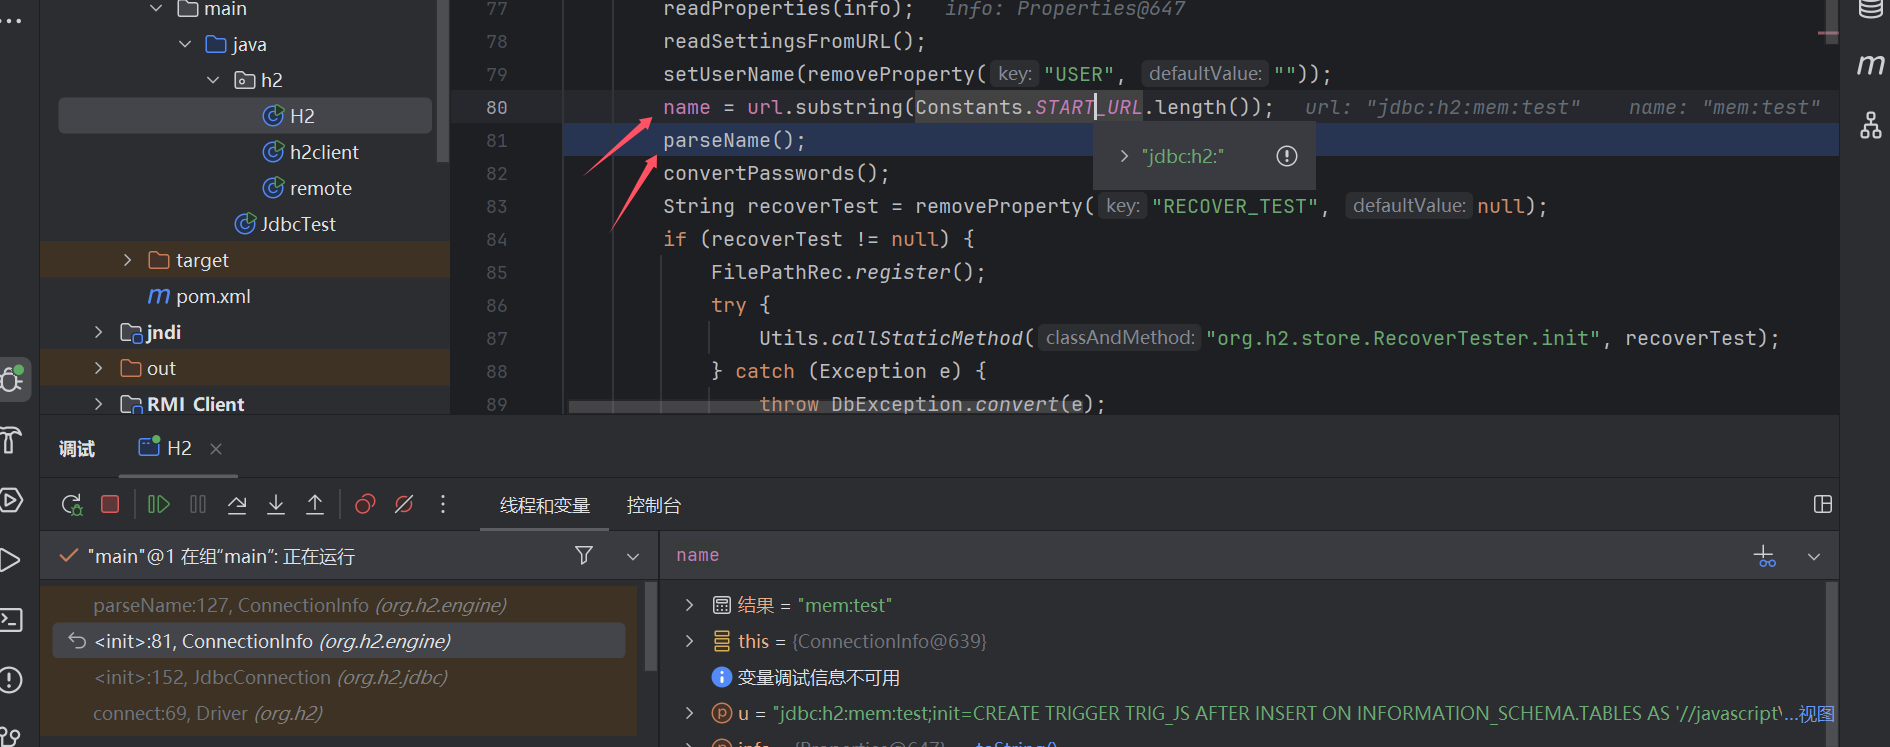 main
java
h2
H2
h2client
remote
JdbcTest
target
pom.xml
jndi
out
RMI Client
77 readProperties(info); info: Properties@647
78 readSettingsFromURL();
79 setUserName(removeProperty( key: "USER", defaultValue: ""));
80 name = url.substring(Constants.START_URL.length()); url: "jdbc:h2:mem:test" name: "mem:test"
81 parseName();
"jdbc:h2:"
82 convertPasswords();
83 String recoverTest = removeProperty( key: "RECOVER_TEST", defaultValue: null);
84 if (recoverTest != null) {
85 FilePathRec.register();
86 try {
87 Utils.callStaticMethod( classAndMethod: "org.h2.store.RecoverTester.init", recoverTest);
88 } catch (Exception e) {
89 throw DbException.convert(e);
调试 H2
线程和变量 控制台
"main"@1 在组“main”: 正在运行
parseName:127, ConnectionInfo (org.h2.engine)
<init>:81, ConnectionInfo (org.h2.engine)
<init>:152, JdbcConnection (org.h2.jdbc)
connect:69, Driver (org.h2)
name
结果 = "mem:test"
this = {ConnectionInfo@639}
变量调试信息不可用
u = "jdbc:h2:mem:test;init=CREATE TRIGGER TRIG_JS AFTER INSERT ON INFORMATION_SCHEMA.TABLES AS '//javascript\...视图
info = {Properties@647} ... toString()